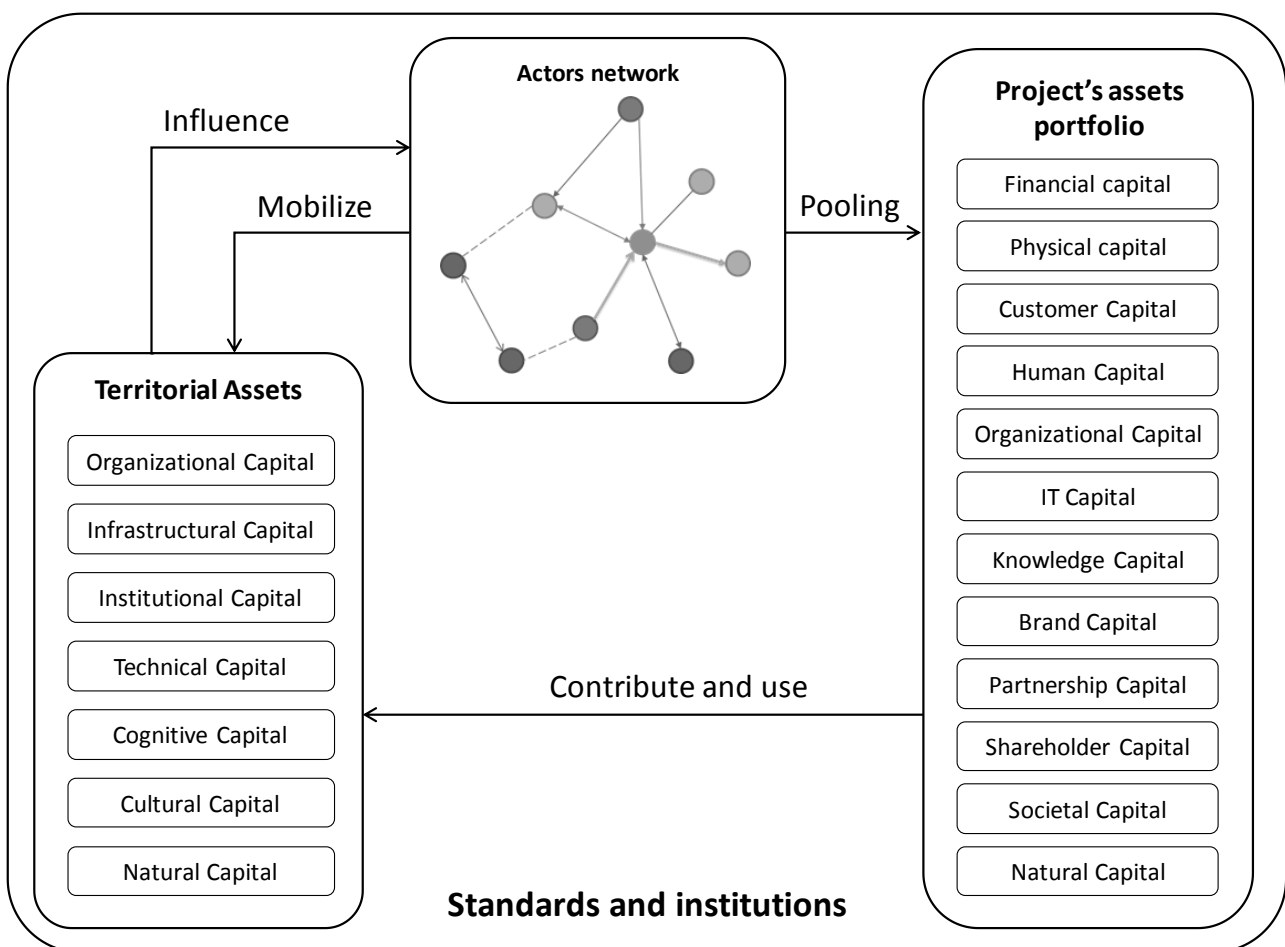 Actors network
Influence
Mobilize
Pooling
Territorial Assets
Organizational Capital
Infrastructural Capital
Institutional Capital
Technical Capital
Cognitive Capital
Cultural Capital
Natural Capital
Contribute and use
Project’s assets
portfolio
Financial capital
Physical capital
Customer Capital
Human Capital
Organizational Capital
IT Capital
Knowledge Capital
Brand Capital
Partnership Capital
Shareholder Capital
Societal Capital
Natural Capital
Standards and institutions